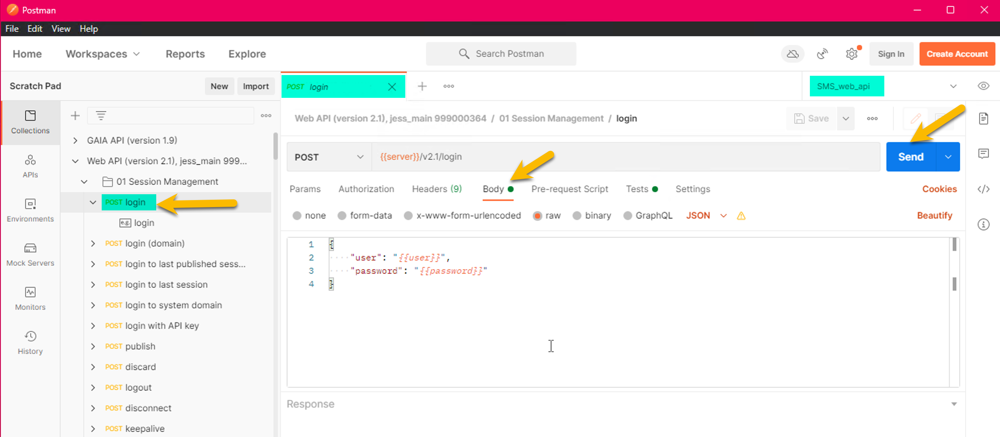 Postman
File Edit View Help
Home Workspaces Reports Explore Search Postman Sign In Create Account
Scratch Pad New Import
POST login
SMS_web_api
Collections
APIs
Environments
Mock Servers
Monitors
History
GAIA API (version 1.9)
Web API (version 2.1), jess_main 999...
01 Session Management
POST login
e.g. login
POST login (domain)
POST login to last published sess...
POST login to last session
POST login to system domain
POST login with API key
POST publish
POST discard
POST logout
POST disconnect
POST keepalive
Web API (version 2.1), jess_main 999000364 / 01 Session Management / login
Save
POST {{server}}/v2.1/login Send
Params Authorization Headers (9) Body Pre-request Script Tests Settings Cookies
none form-data x-www-form-urlencoded raw binary GraphQL JSON Beautify
1 {
2 "user": "{{user}}",
3 "password": "{{password}}"
4 }
Response